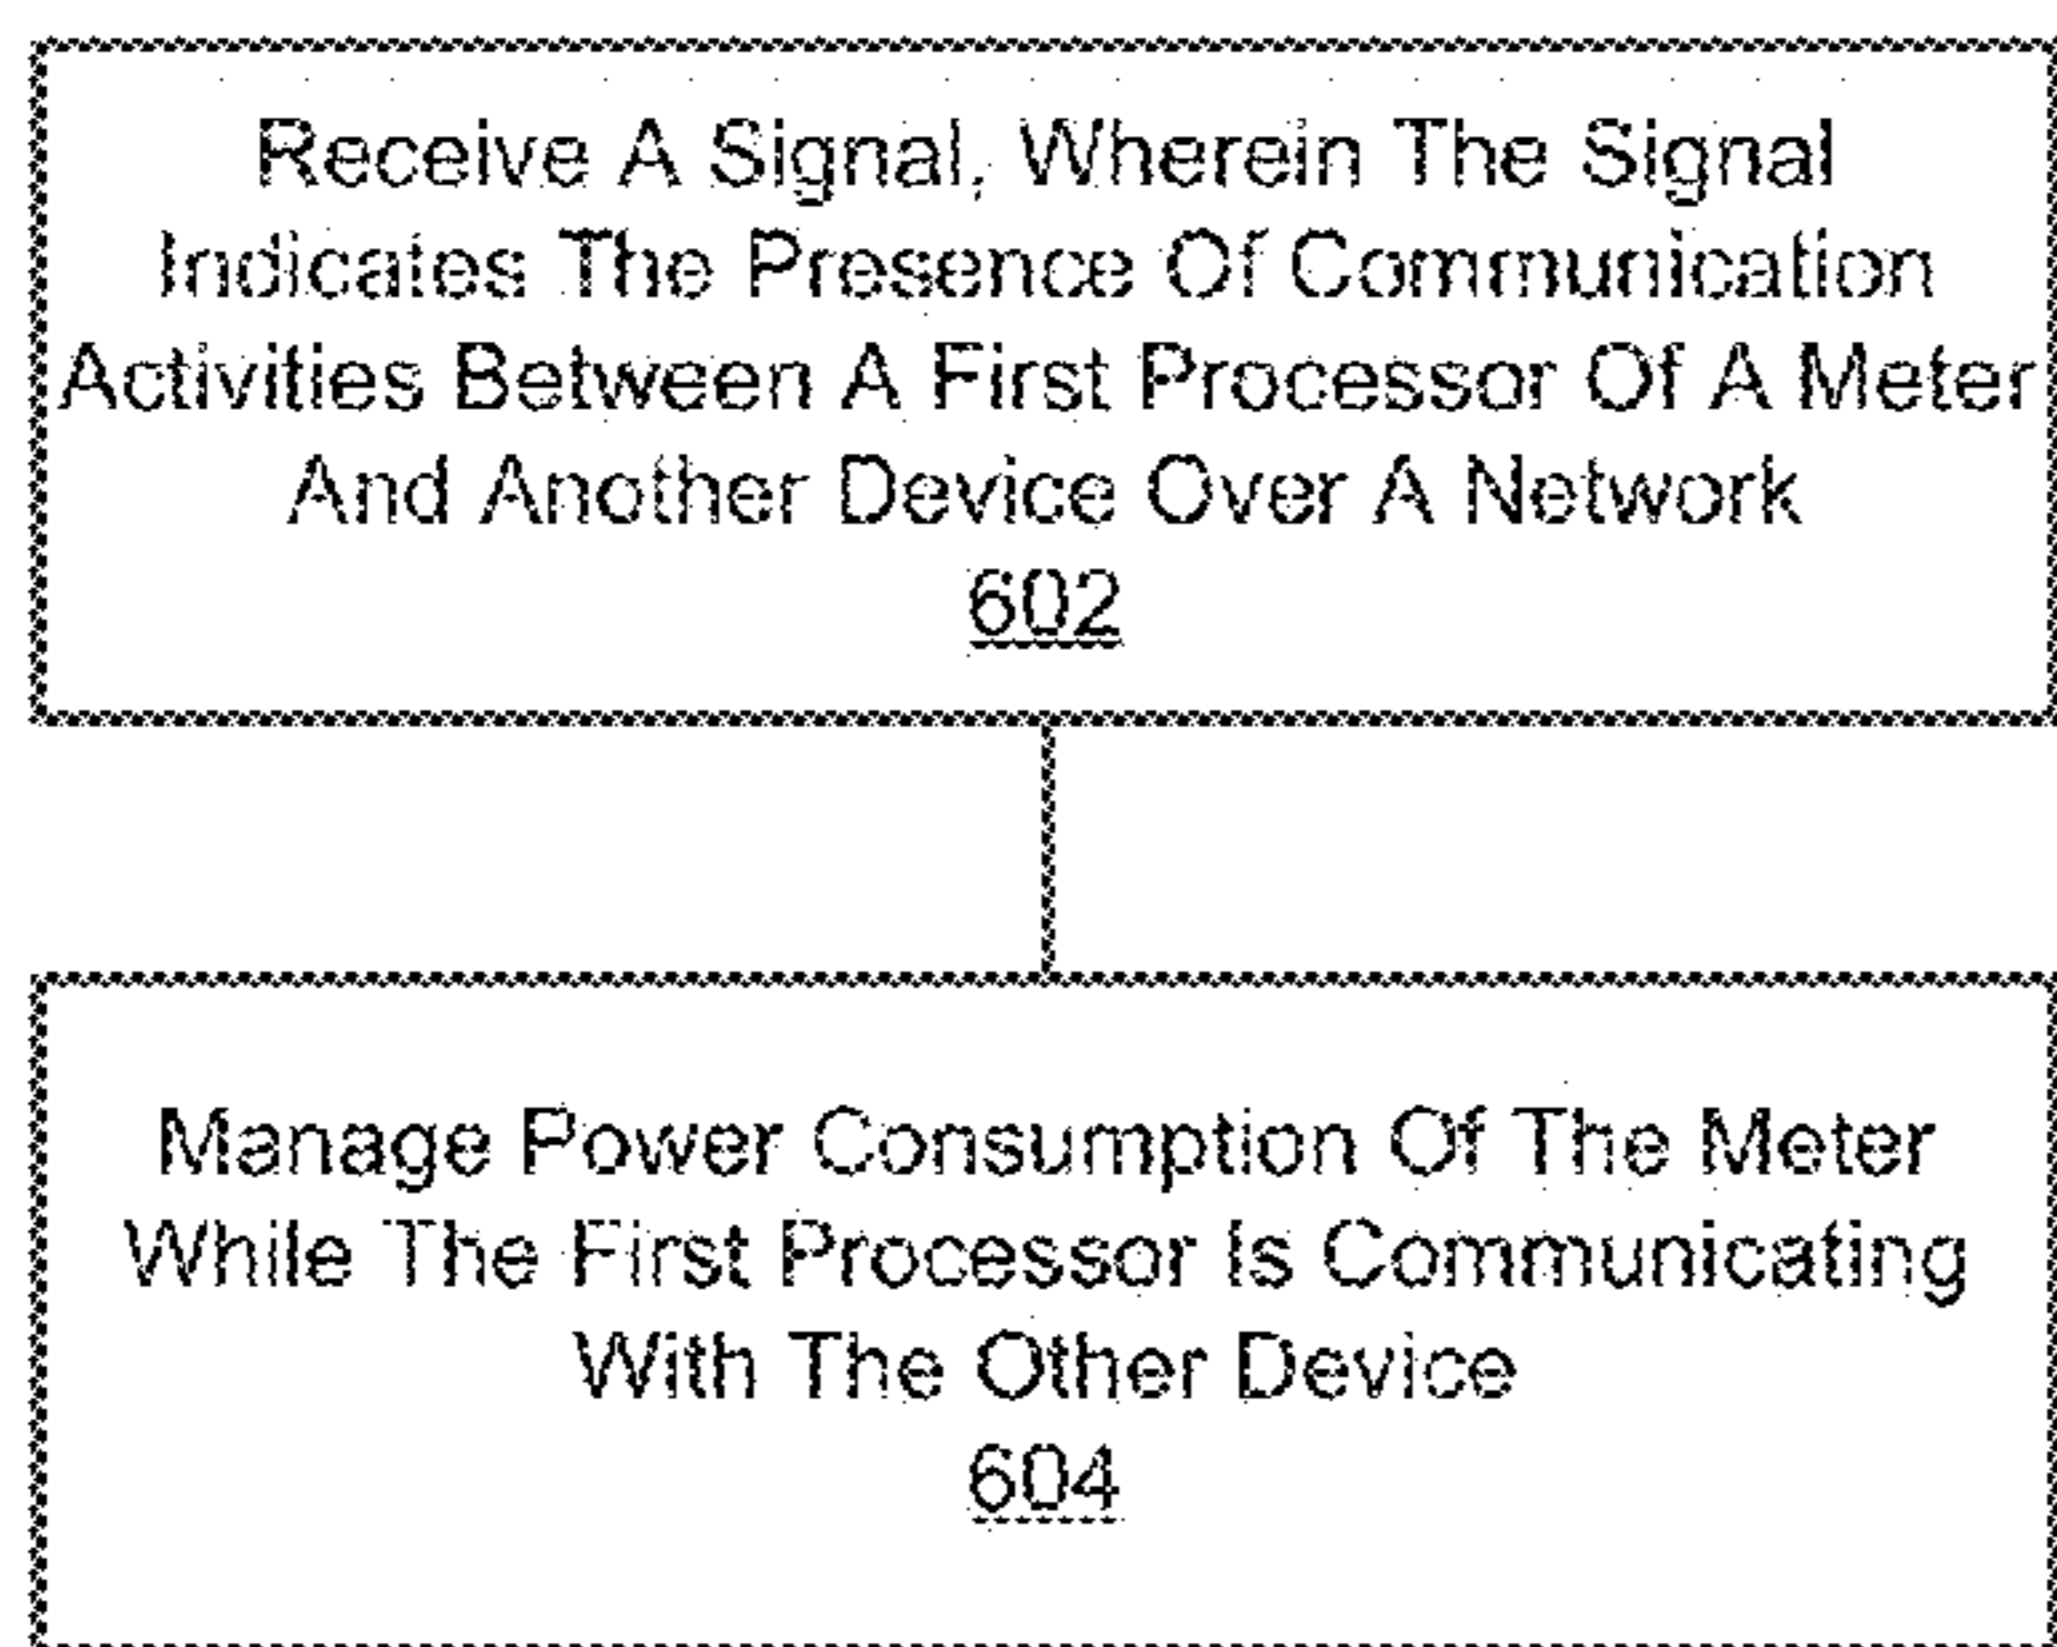 Receive A Signal, Wherein The Signal
Indicates The Presence Of Communication
Activities Between A First Processor Of A Meter
And Another Device Over A Network
602
Manage Power Consumption Of The Meter
While The First Processor Is Communicating
With The Other Device
604